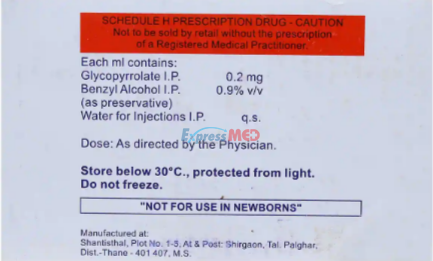 SCHEDULE H PRESCRIPTION DRUG - CAUTION
Not to be sold by retail without the prescription
of a Registered Medical Practitioner.
Each ml contains:
Glycopyrrolate I.P. 0.2 mg
Benzyl Alcohol I.P. 0.9% v/v
(as preservative)
Water for Injections I.P. q.s.
ExpressMED
Dose: As directed by the Physician.
Store below 30°C., protected from light.
Do not freeze.
"NOT FOR USE IN NEWBORNS"
Manufactured at:
Shantisthal, Plot No. 1-5, At & Post: Shirgaon, Tal. Palghar,
Dist.-Thane - 401 407, M.S.